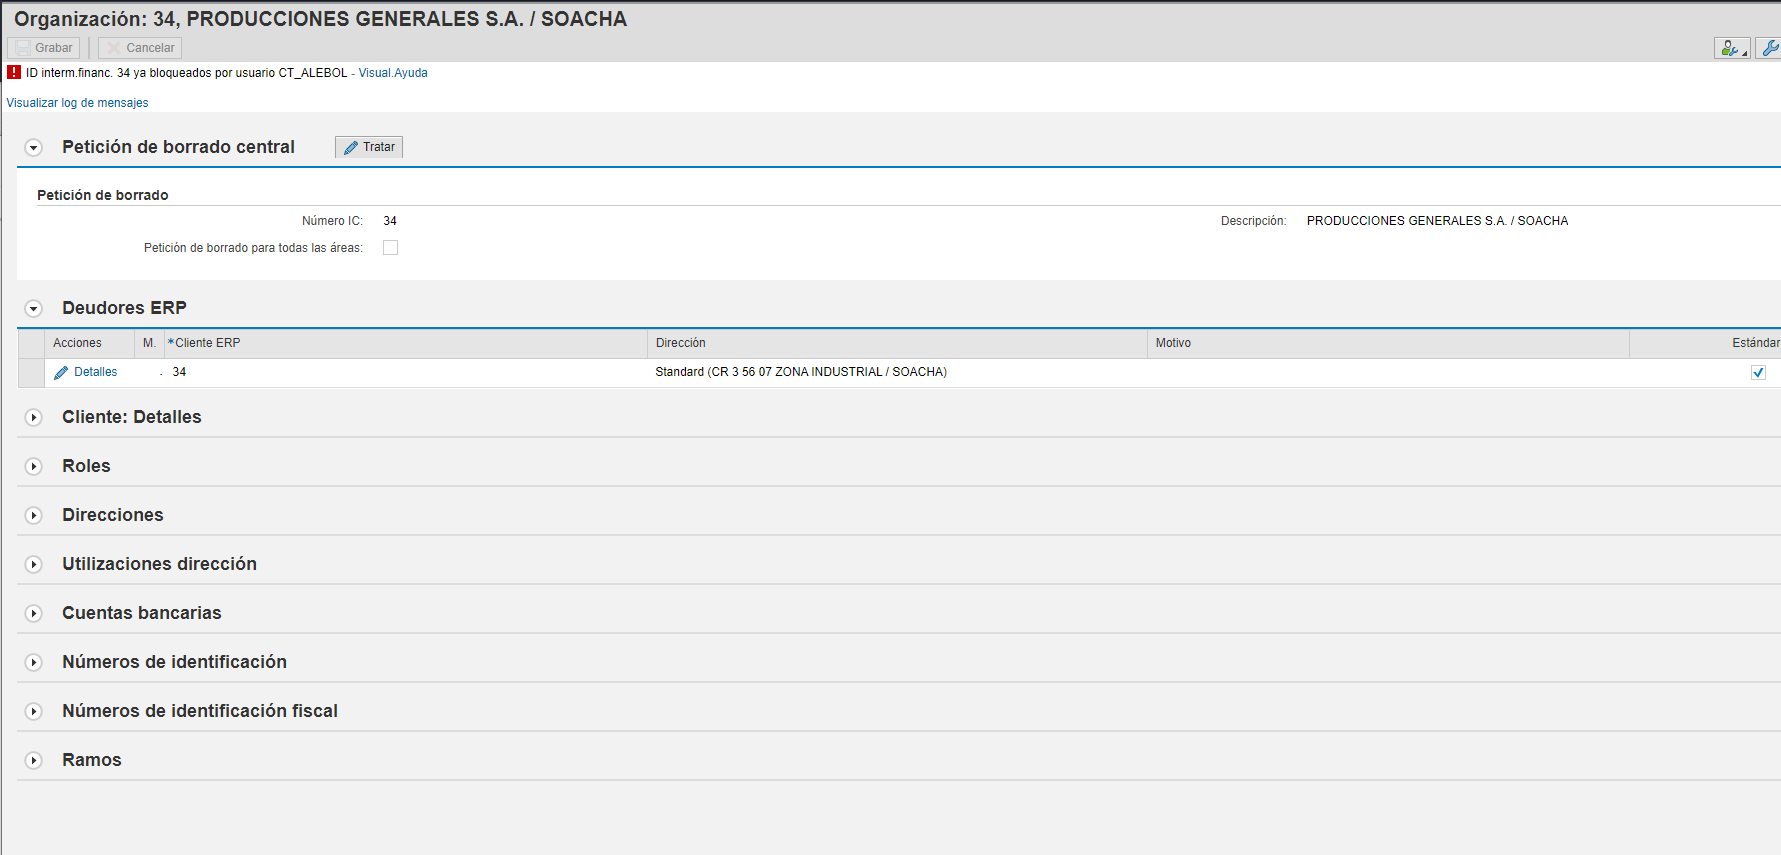 Organización: 34, PRODUCCIONES GENERALES S.A. / SOACHA
Grabar Cancelar
ID interm.financ. 34 ya bloqueados por usuario CT_ALEBOL - Visual.Ayuda
Visualizar log de mensajes
Petición de borrado central Tratar
Petición de borrado
Número IC: 34 Descripción: PRODUCCIONES GENERALES S.A. / SOACHA
Petición de borrado para todas las áreas:
Deudores ERP
Acciones M. *Cliente ERP Dirección Motivo Estándar
Detalles . 34 Standard (CR 3 56 07 ZONA INDUSTRIAL / SOACHA)
Cliente: Detalles
Roles
Direcciones
Utilizaciones dirección
Cuentas bancarias
Números de identificación
Números de identificación fiscal
Ramos